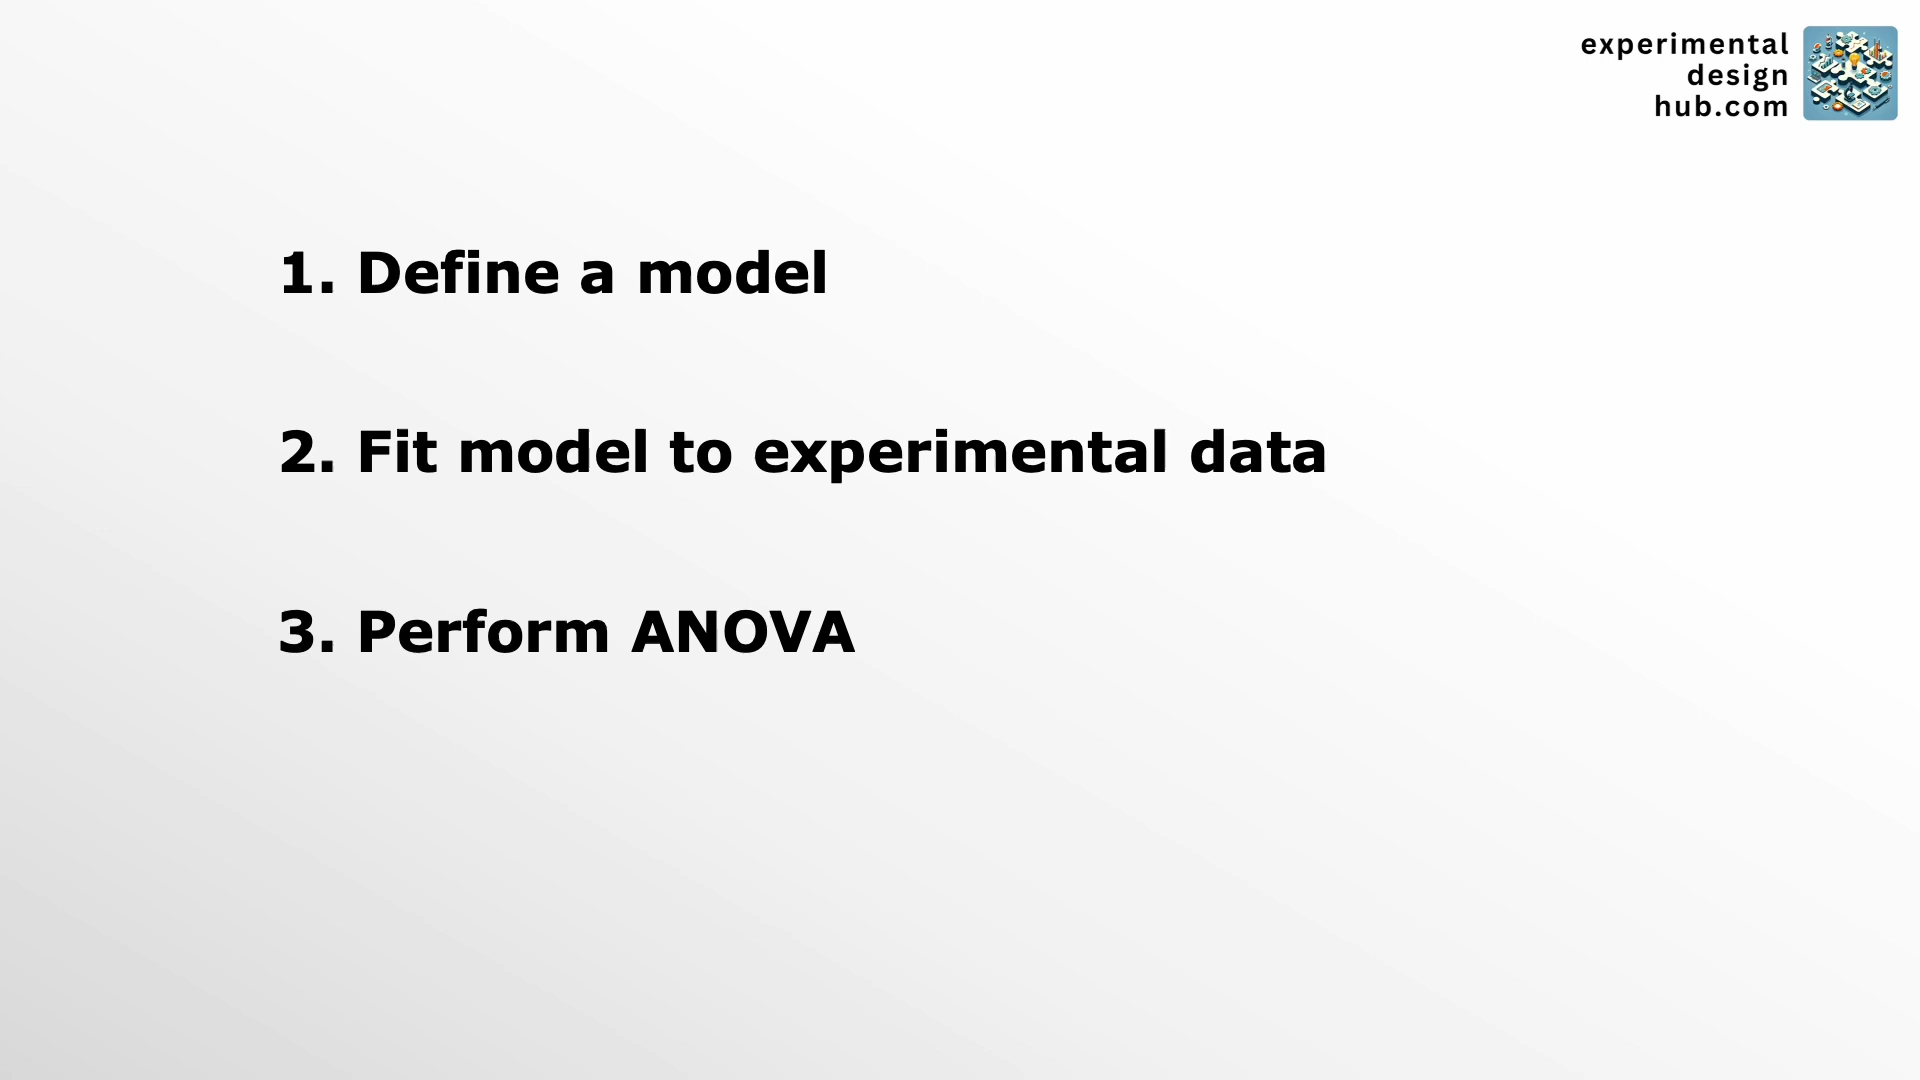 experimental
design
hub.com
1. Define a model
2. Fit model to experimental data
3. Perform ANOVA